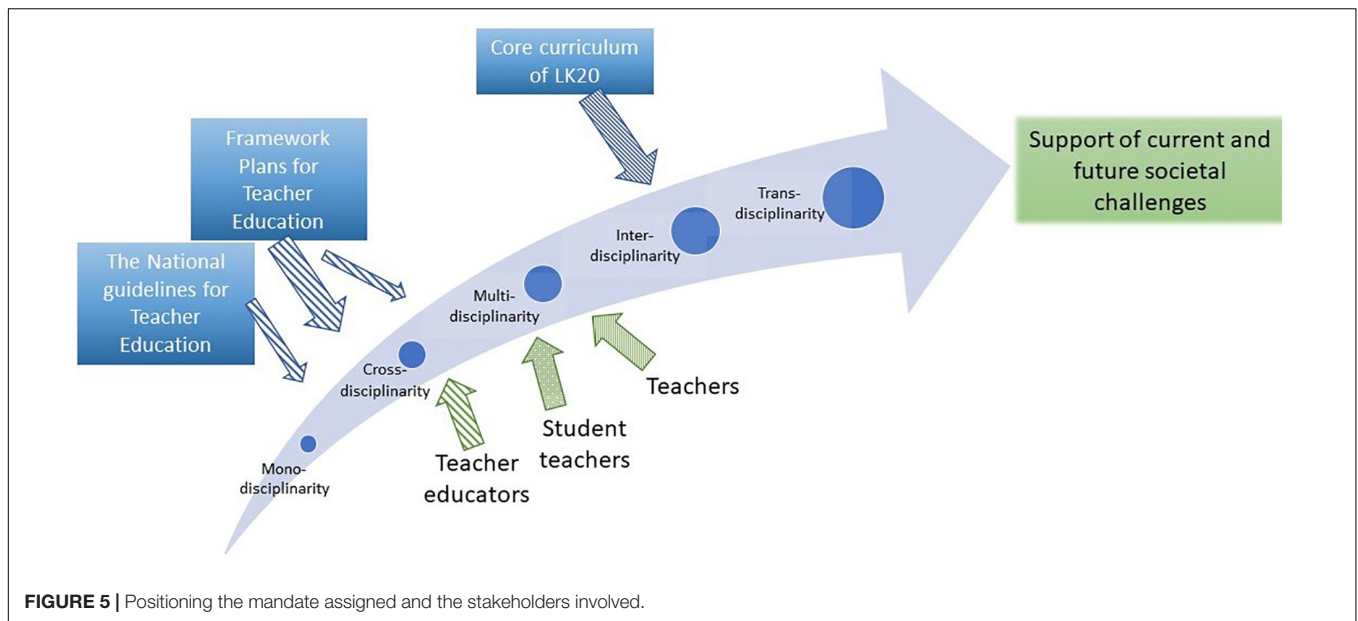 Core curriculum
of LK20
Framework
Plans for
Teacher
Education
The National
guidelines for
Teacher
Education
Support of current and
future societal
challenges
Trans-
disciplinarity
Inter-
disciplinarity
Multi-
disciplinarity
Cross-
disciplinarity
Mono-
disciplinarity
Teachers
Student
teachers
Teacher
educators
FIGURE 5 | Positioning the mandate assigned and the stakeholders involved.